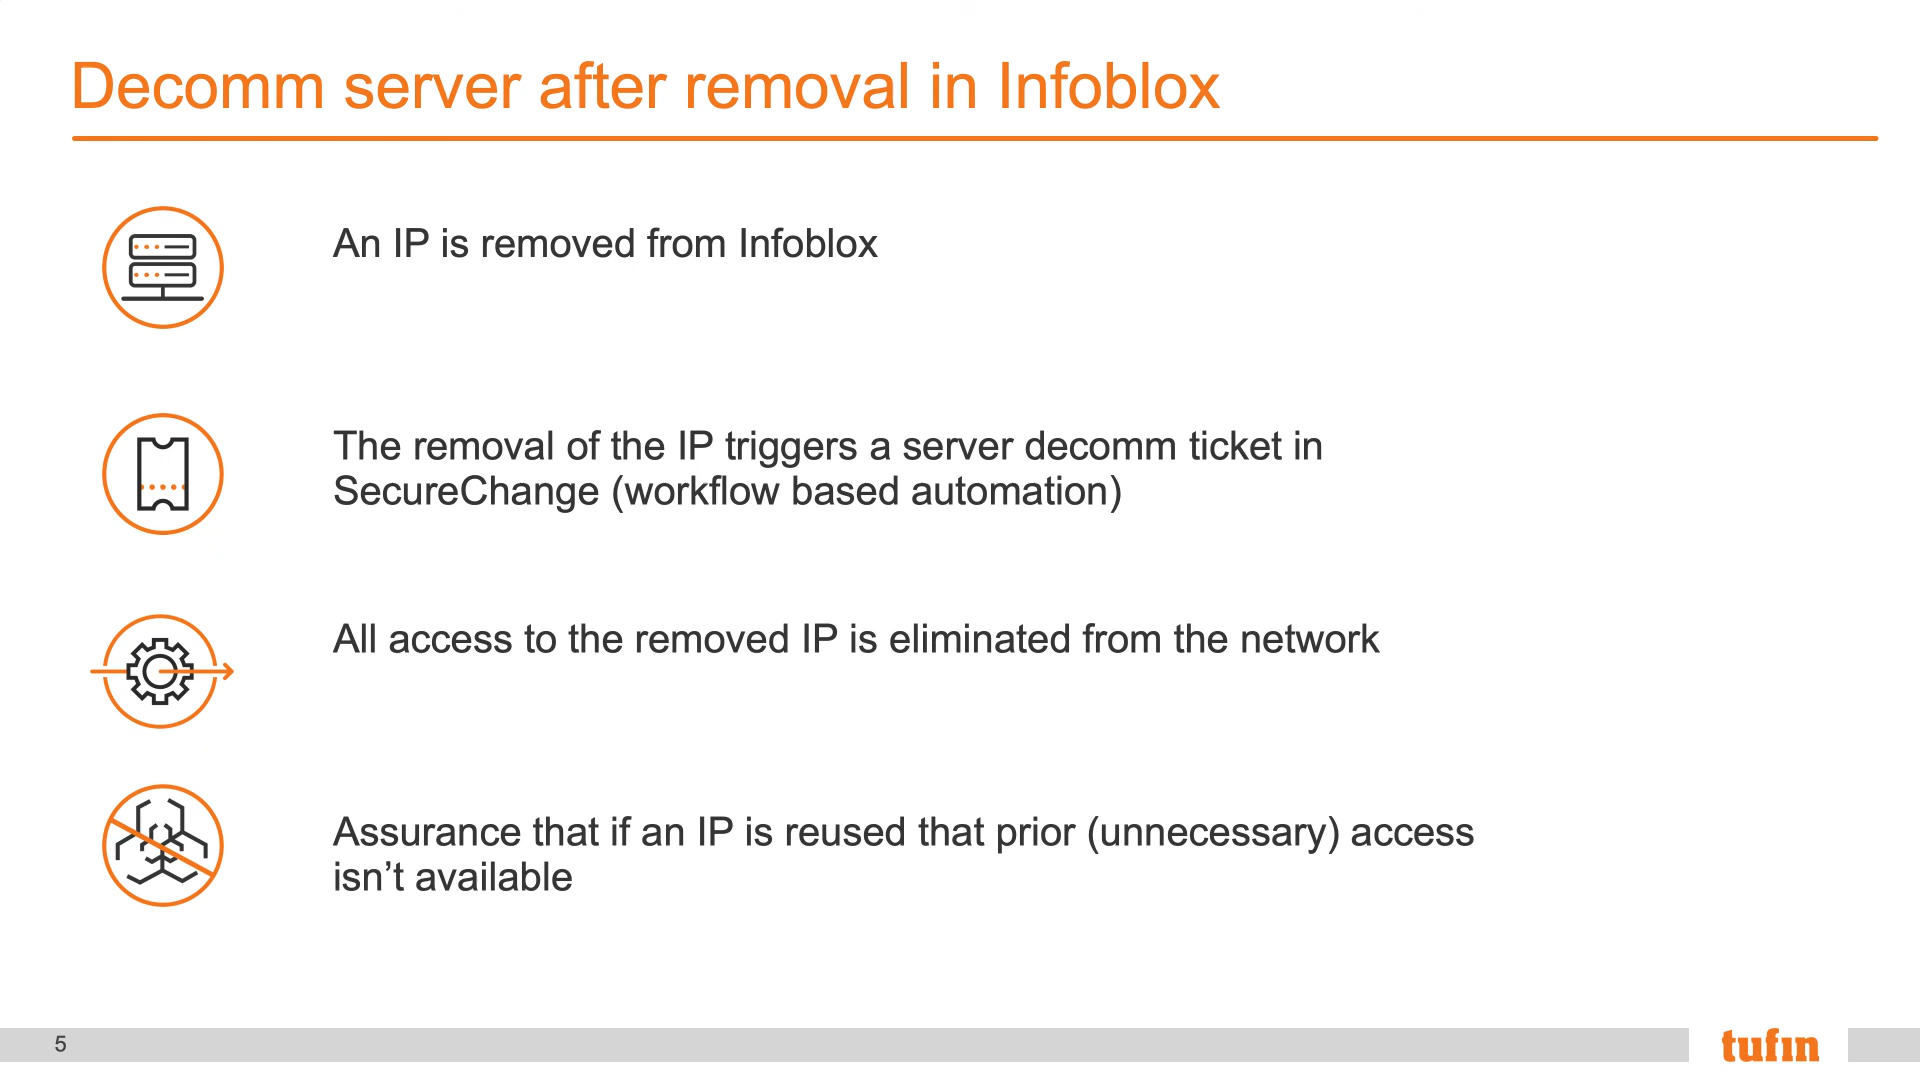 Decomm server after removal in Infoblox
An IP is removed from Infoblox
The removal of the IP triggers a server decomm ticket in
SecureChange (workflow based automation)
All access to the removed IP is eliminated from the network
Assurance that if an IP is reused that prior (unnecessary) access
isn’t available
5
tufin